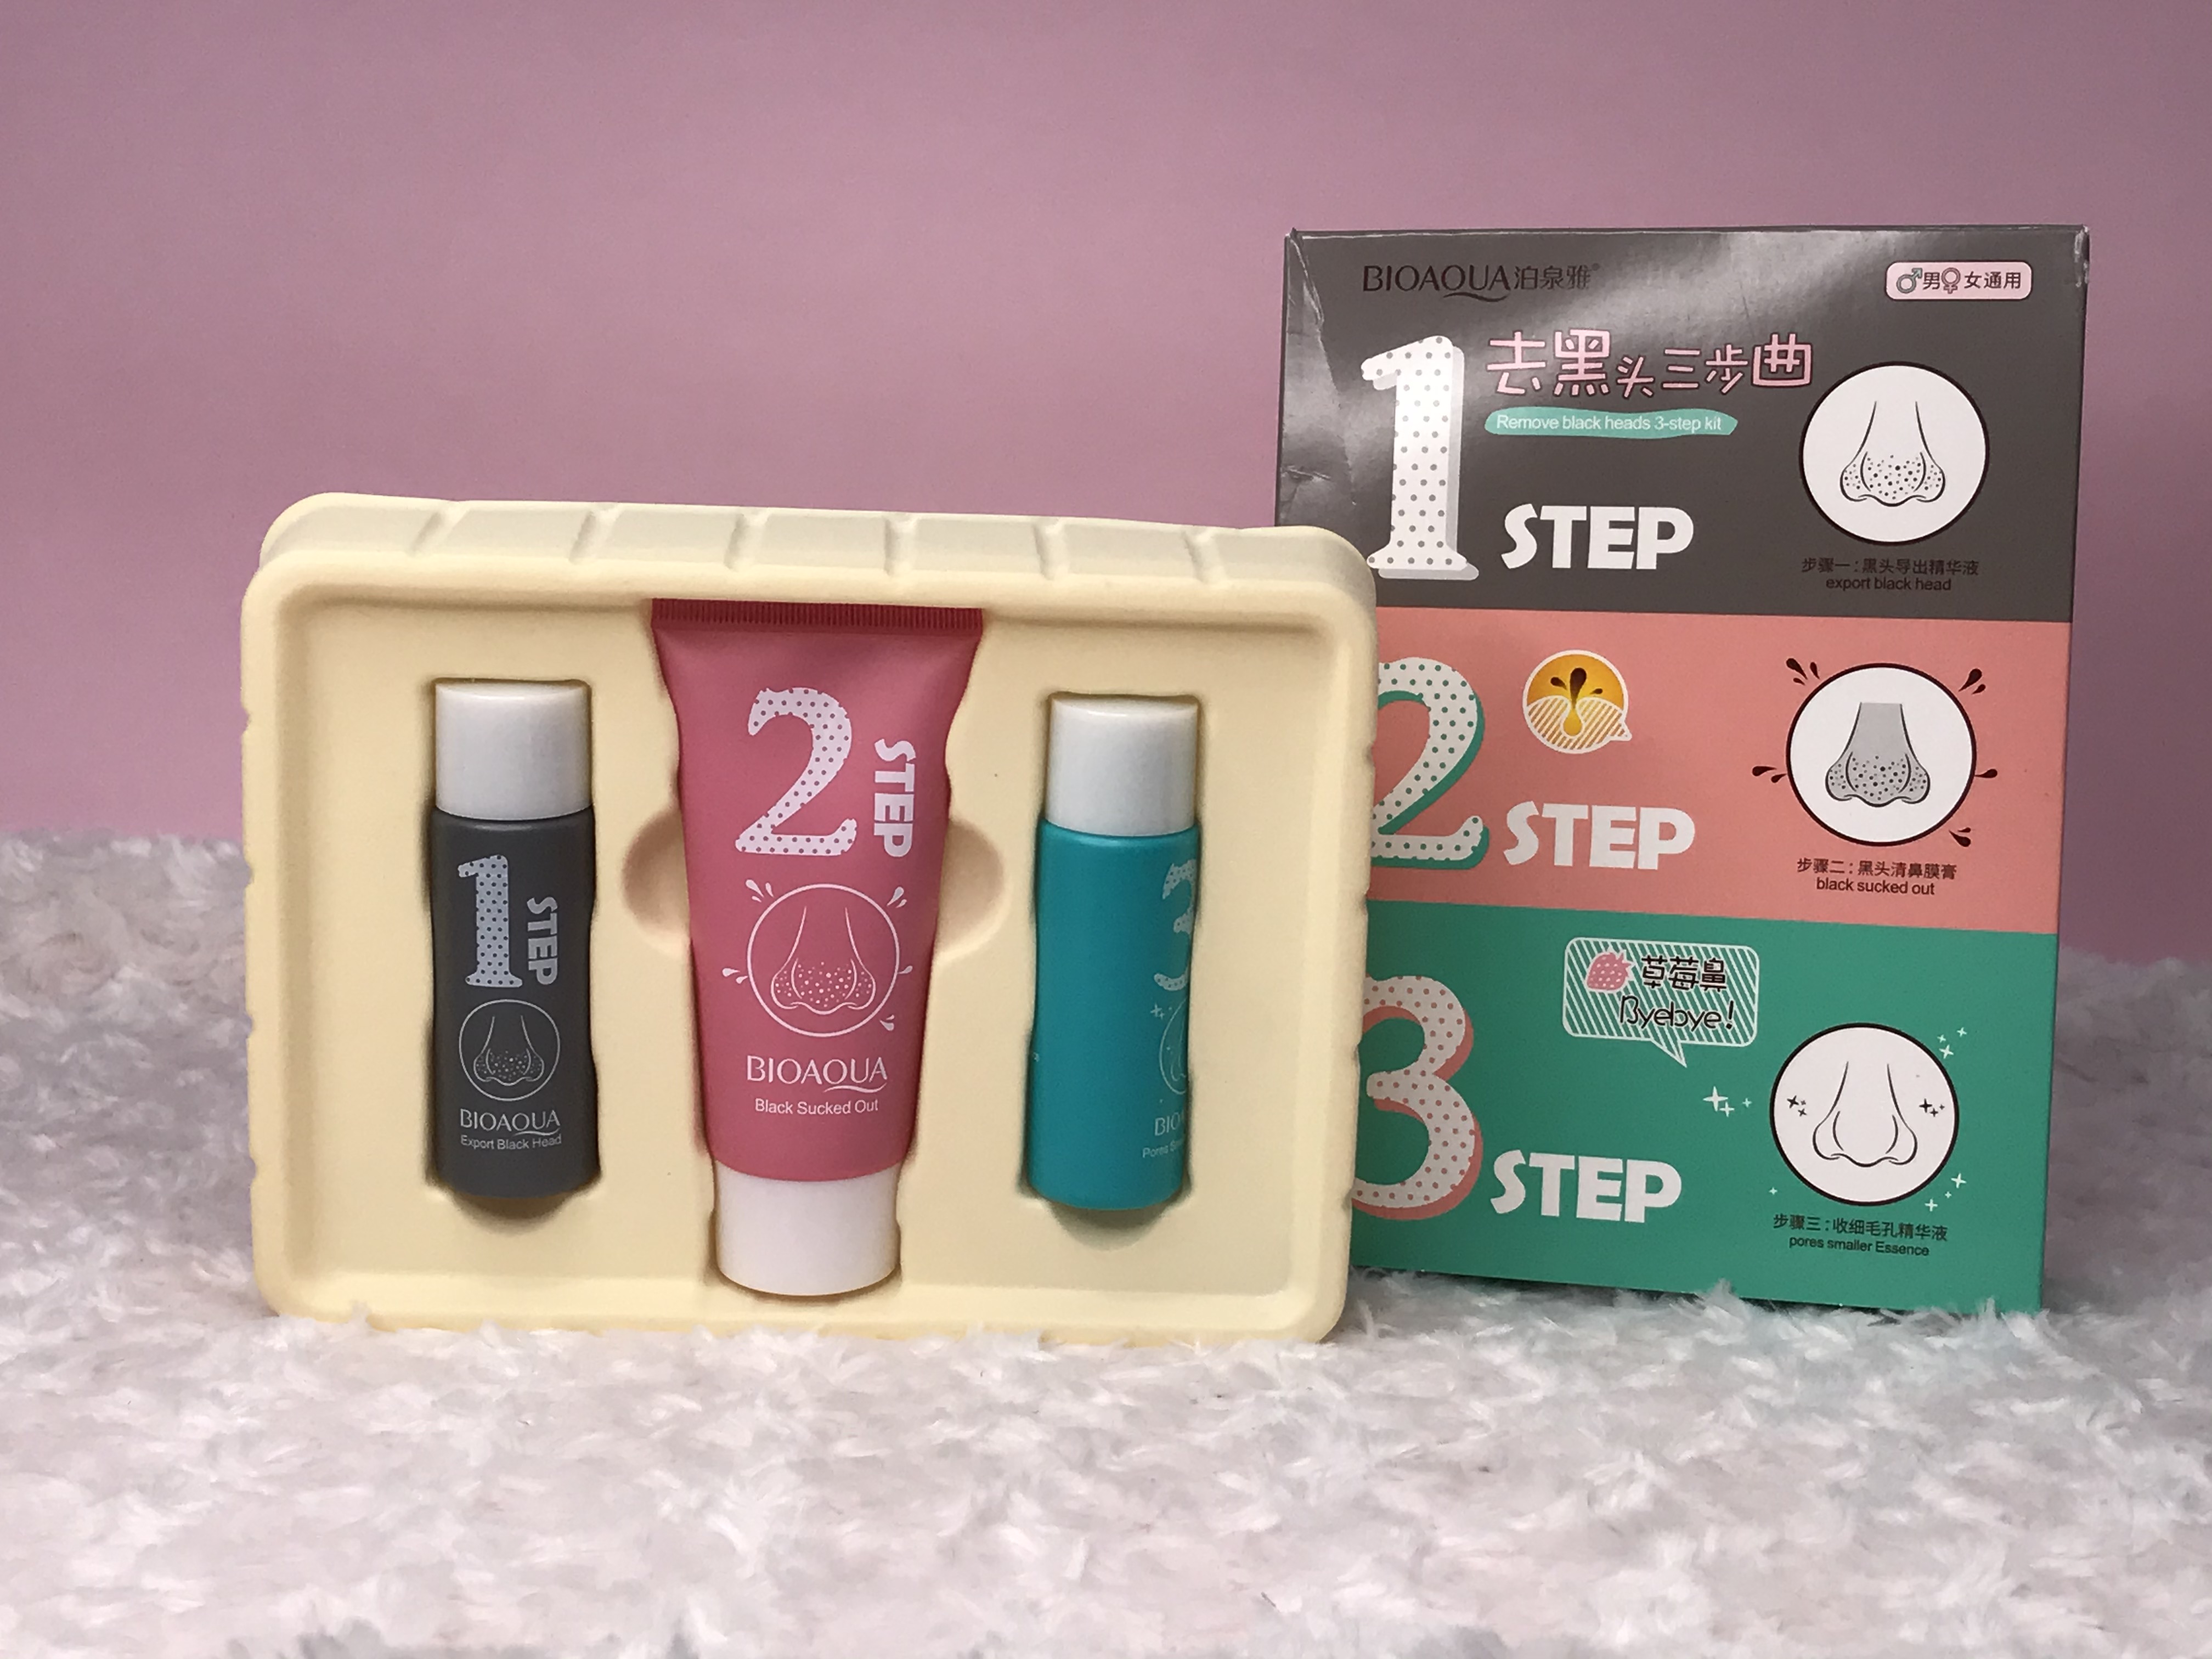 1
STEP
BIOAQUA
Export Black Head
2
STEP
BIOAQUA
Black Sucked Out
3
BIOAQUA泊泉雅®
男女通用
1
去黑头三步曲
Remove black heads 3-step kit
STEP
步骤一:黑头导出精华液
export black head
2
STEP
步骤二:黑头清鼻膜膏
black sucked out
草莓鼻
Byebye!
3
STEP
步骤三:收细毛孔精华液
pores smaller Essence